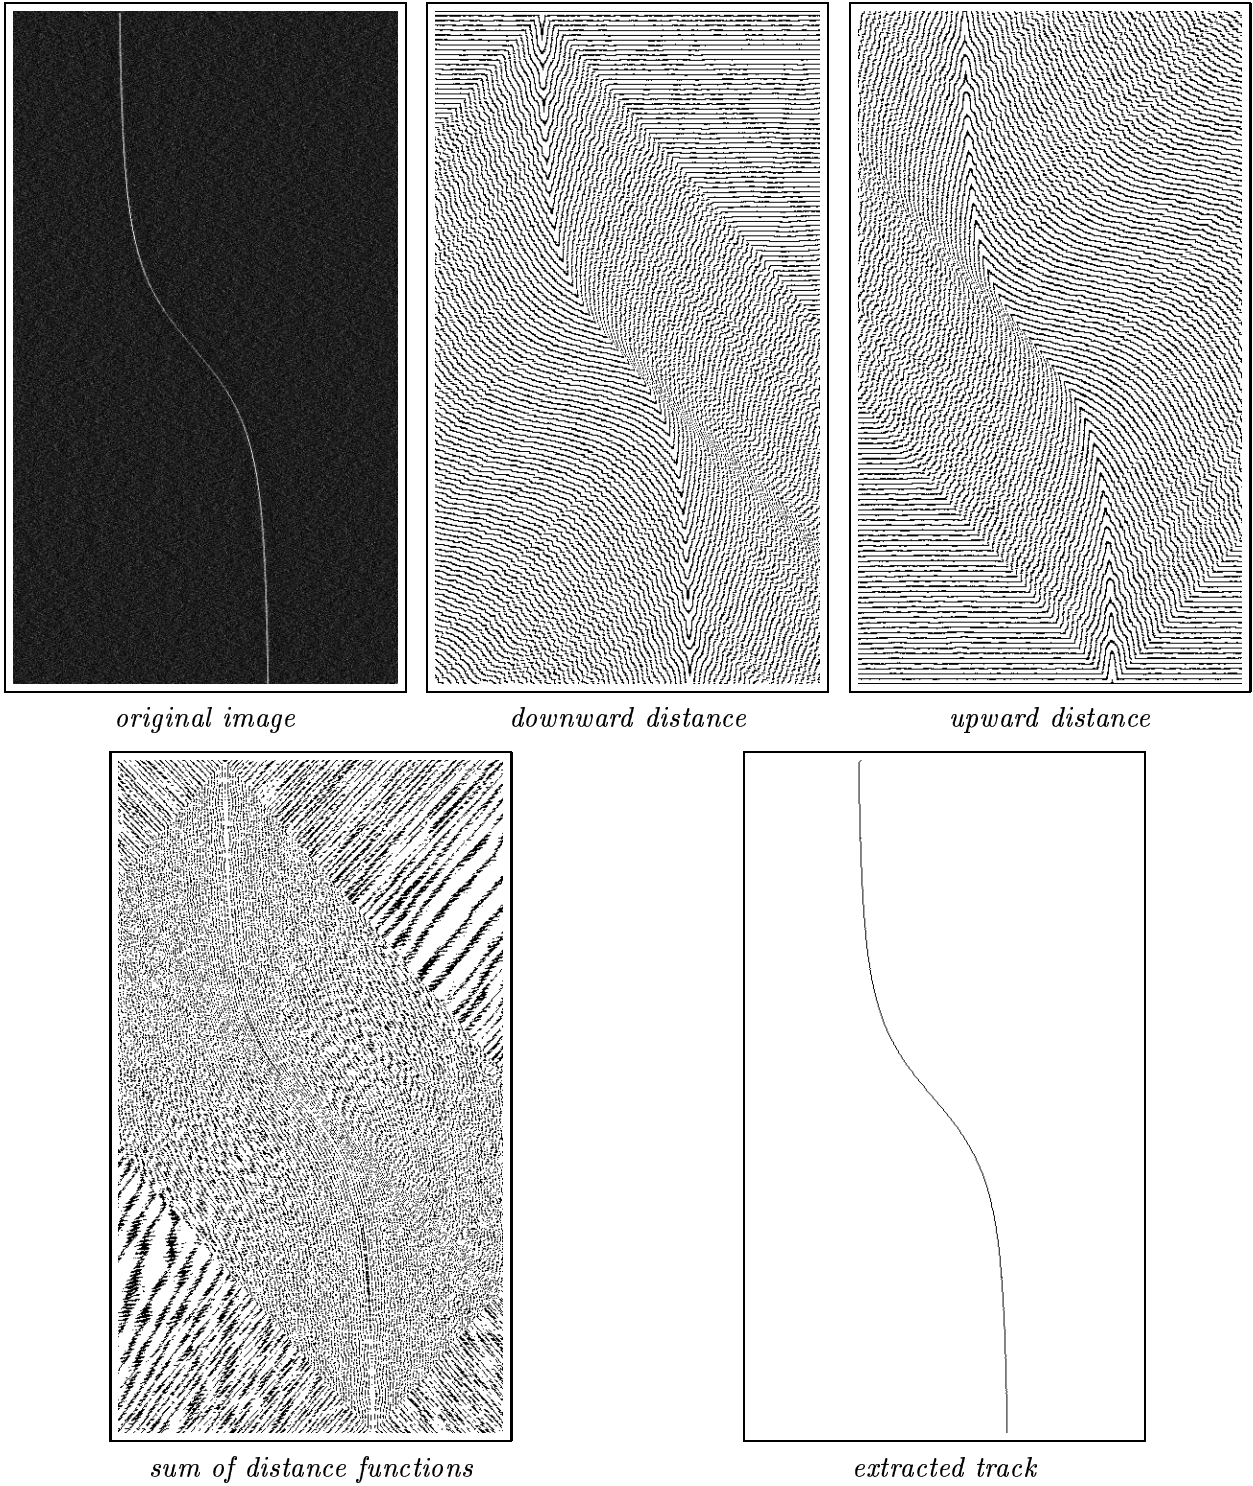 original image
downward distance
upward distance
sum of distance functions
extracted track